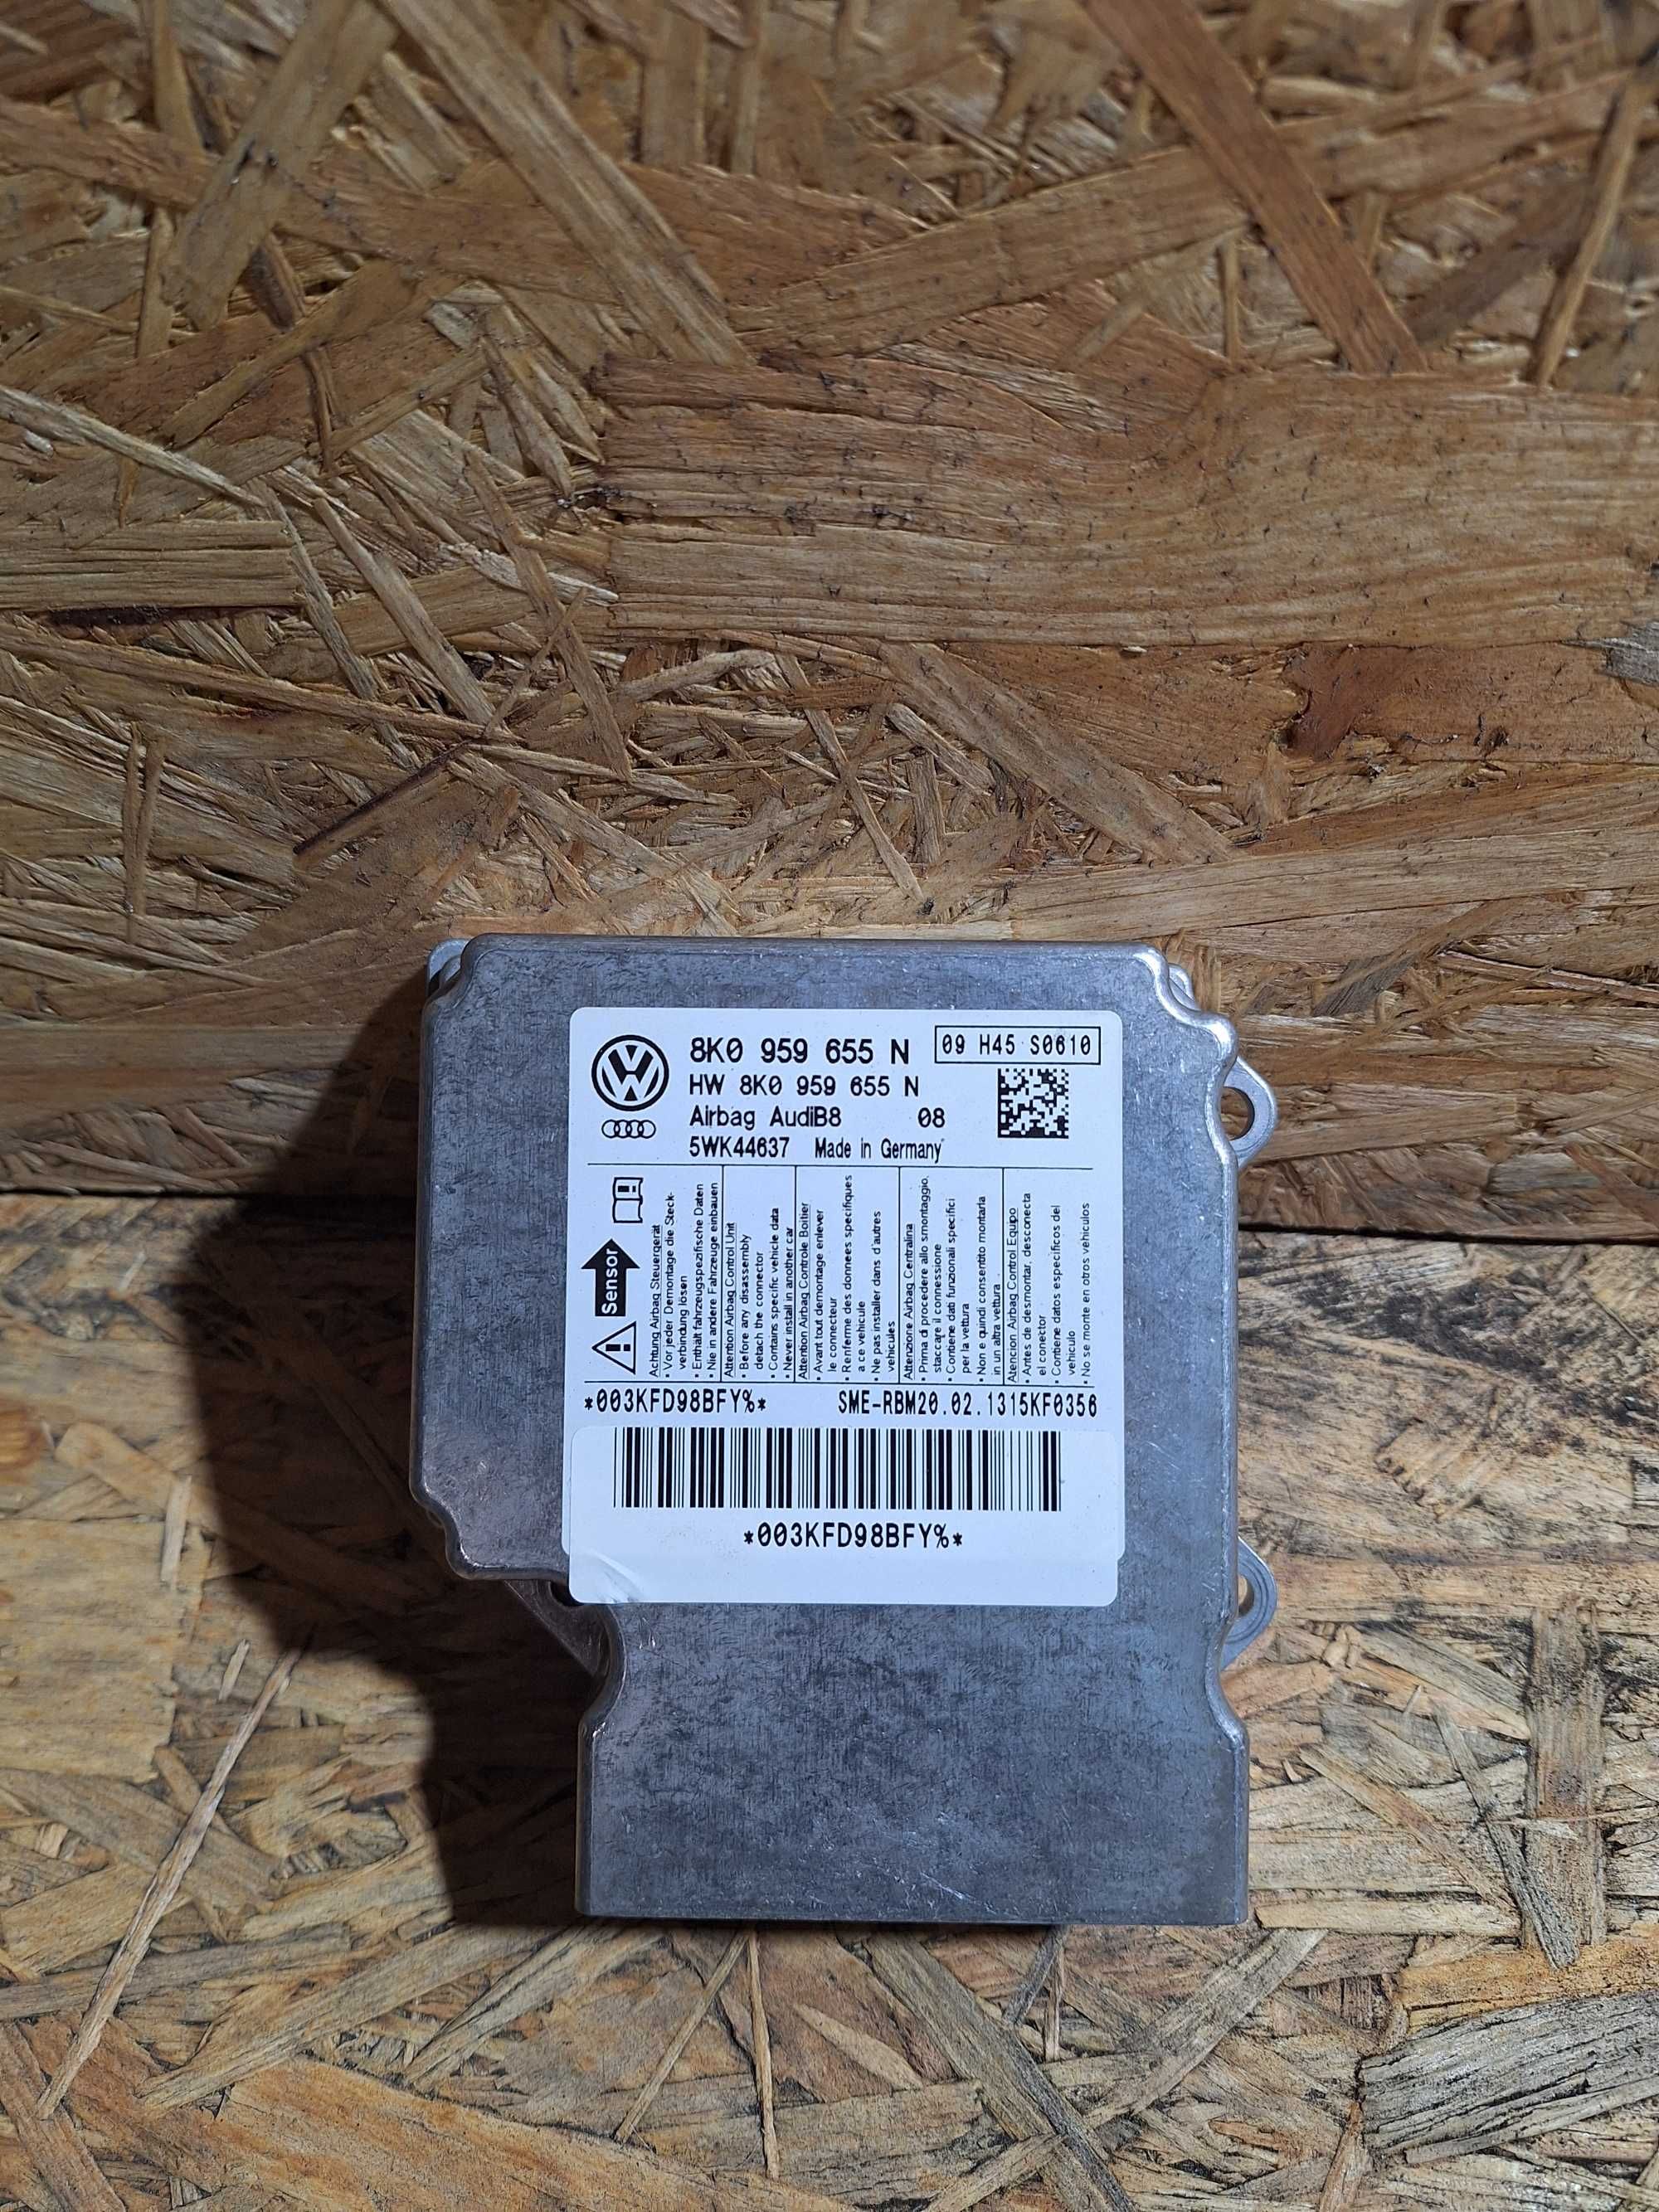 8K0 959 655 N
09 H45 S0610
HW 8K0 959 655 N
Airbag AudiB8 08
5WK44637 Made in Germany
Sensor
Achtung Airbag Steuergerät
• Vor jeder Demontage die Steck-
verbindung lösen
• Enthält fahrzeugspezifische Daten
• Nie in andere Fahrzeuge einbauen
Attention Airbag Control Unit
• Before any disassembly
detach the connector
• Contains specific vehicle data
• Never install in another car
Attention Airbag Controle Boitier
• Avant tout demontage enlever
le connecteur
• Renferme des donnees specifiques
a ce vehicule
• Ne pas installer dans d'autres
vehicules
Attenzione Airbag Centralina
• Prima di procedere allo smontaggio,
staccare il connessione
• Contiene dati funzionali specifici
per la vettura
• Non e quindi consentito montarla
in un altra vettura
Atencion Airbag Control Equipo
• Antes de desmontar, desconecta
el conector
• Contiene datos especificos del
vehiculo
• No se monte en otros vehiculos
*003KFD98BFY%*
SME-RBM20.02.1315KF0356
*003KFD98BFY%*